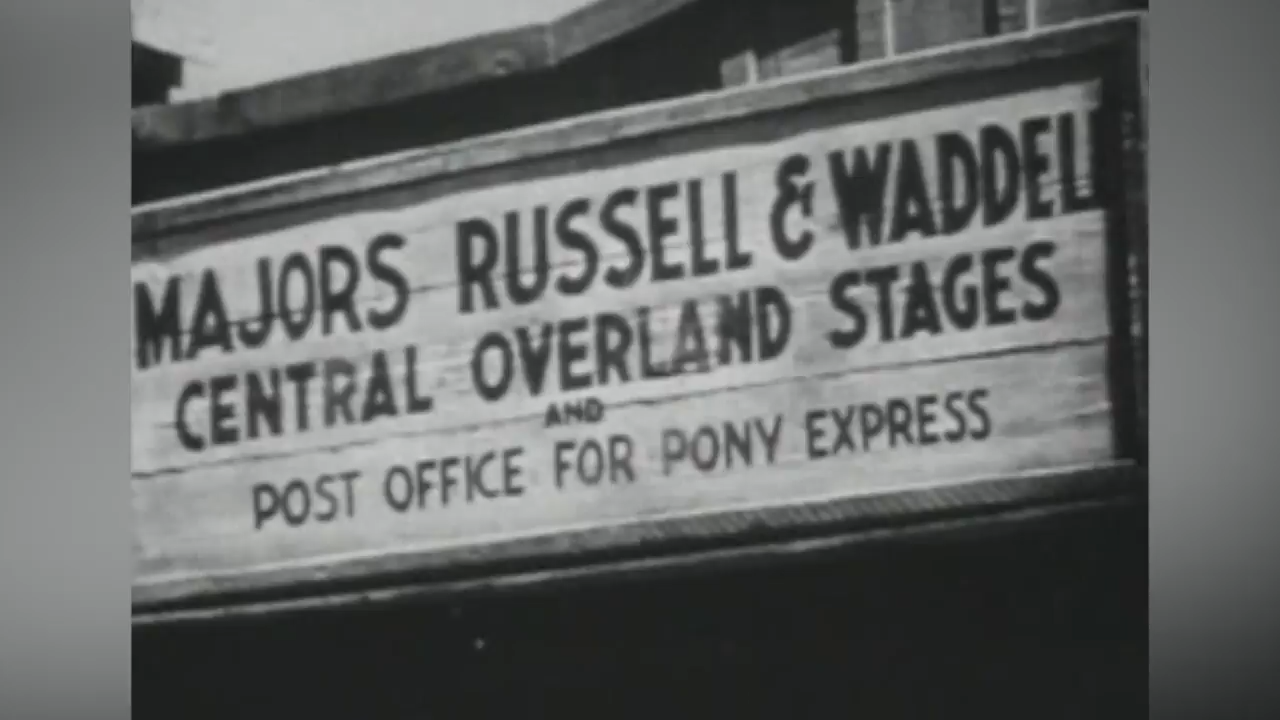 MAJORS RUSSELL & WADDELL
CENTRAL OVERLAND STAGES
AND
POST OFFICE FOR PONY EXPRESS